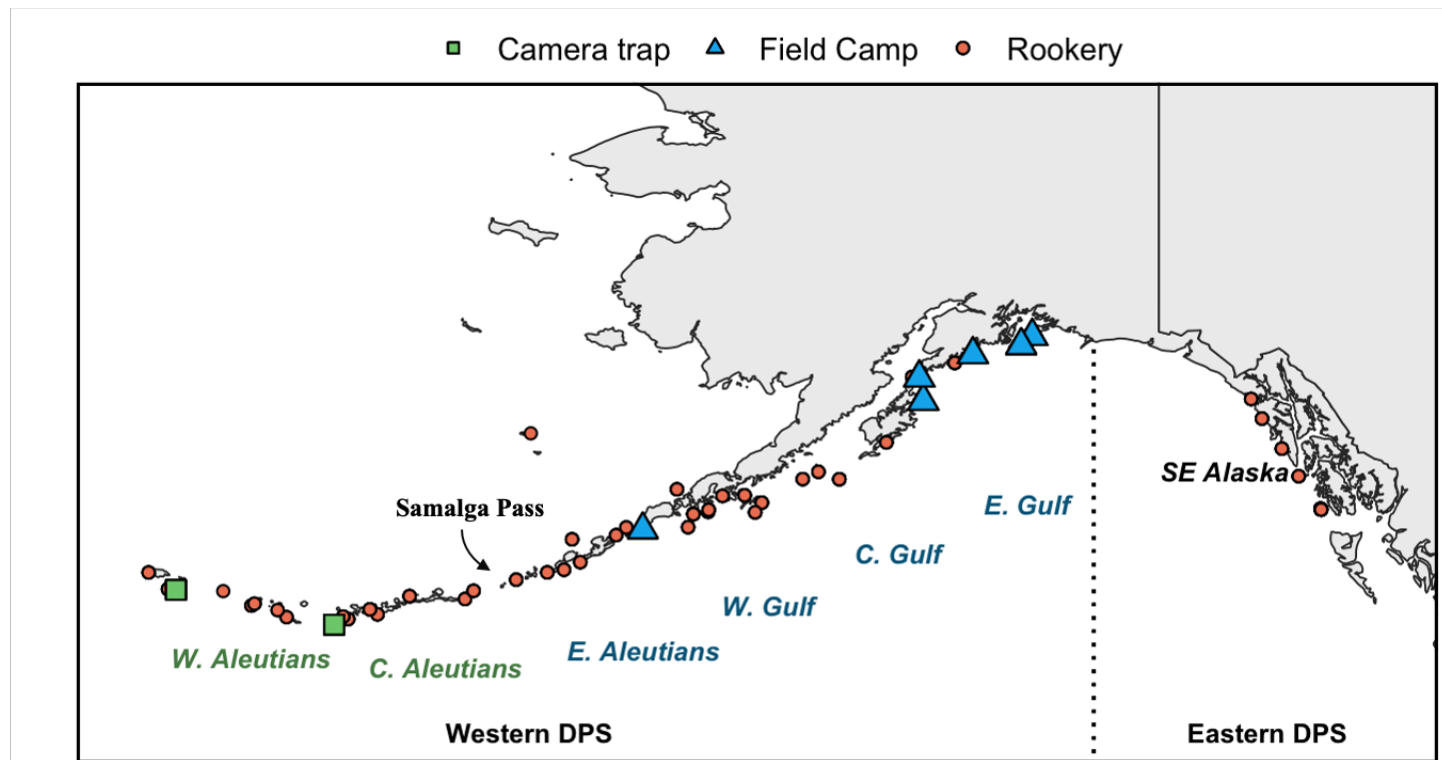 Camera trap Field Camp Rookery
SE Alaska
E. Gulf
Samalga Pass
C. Gulf
W. Gulf
E. Aleutians
W. Aleutians
C. Aleutians
Western DPS
Eastern DPS